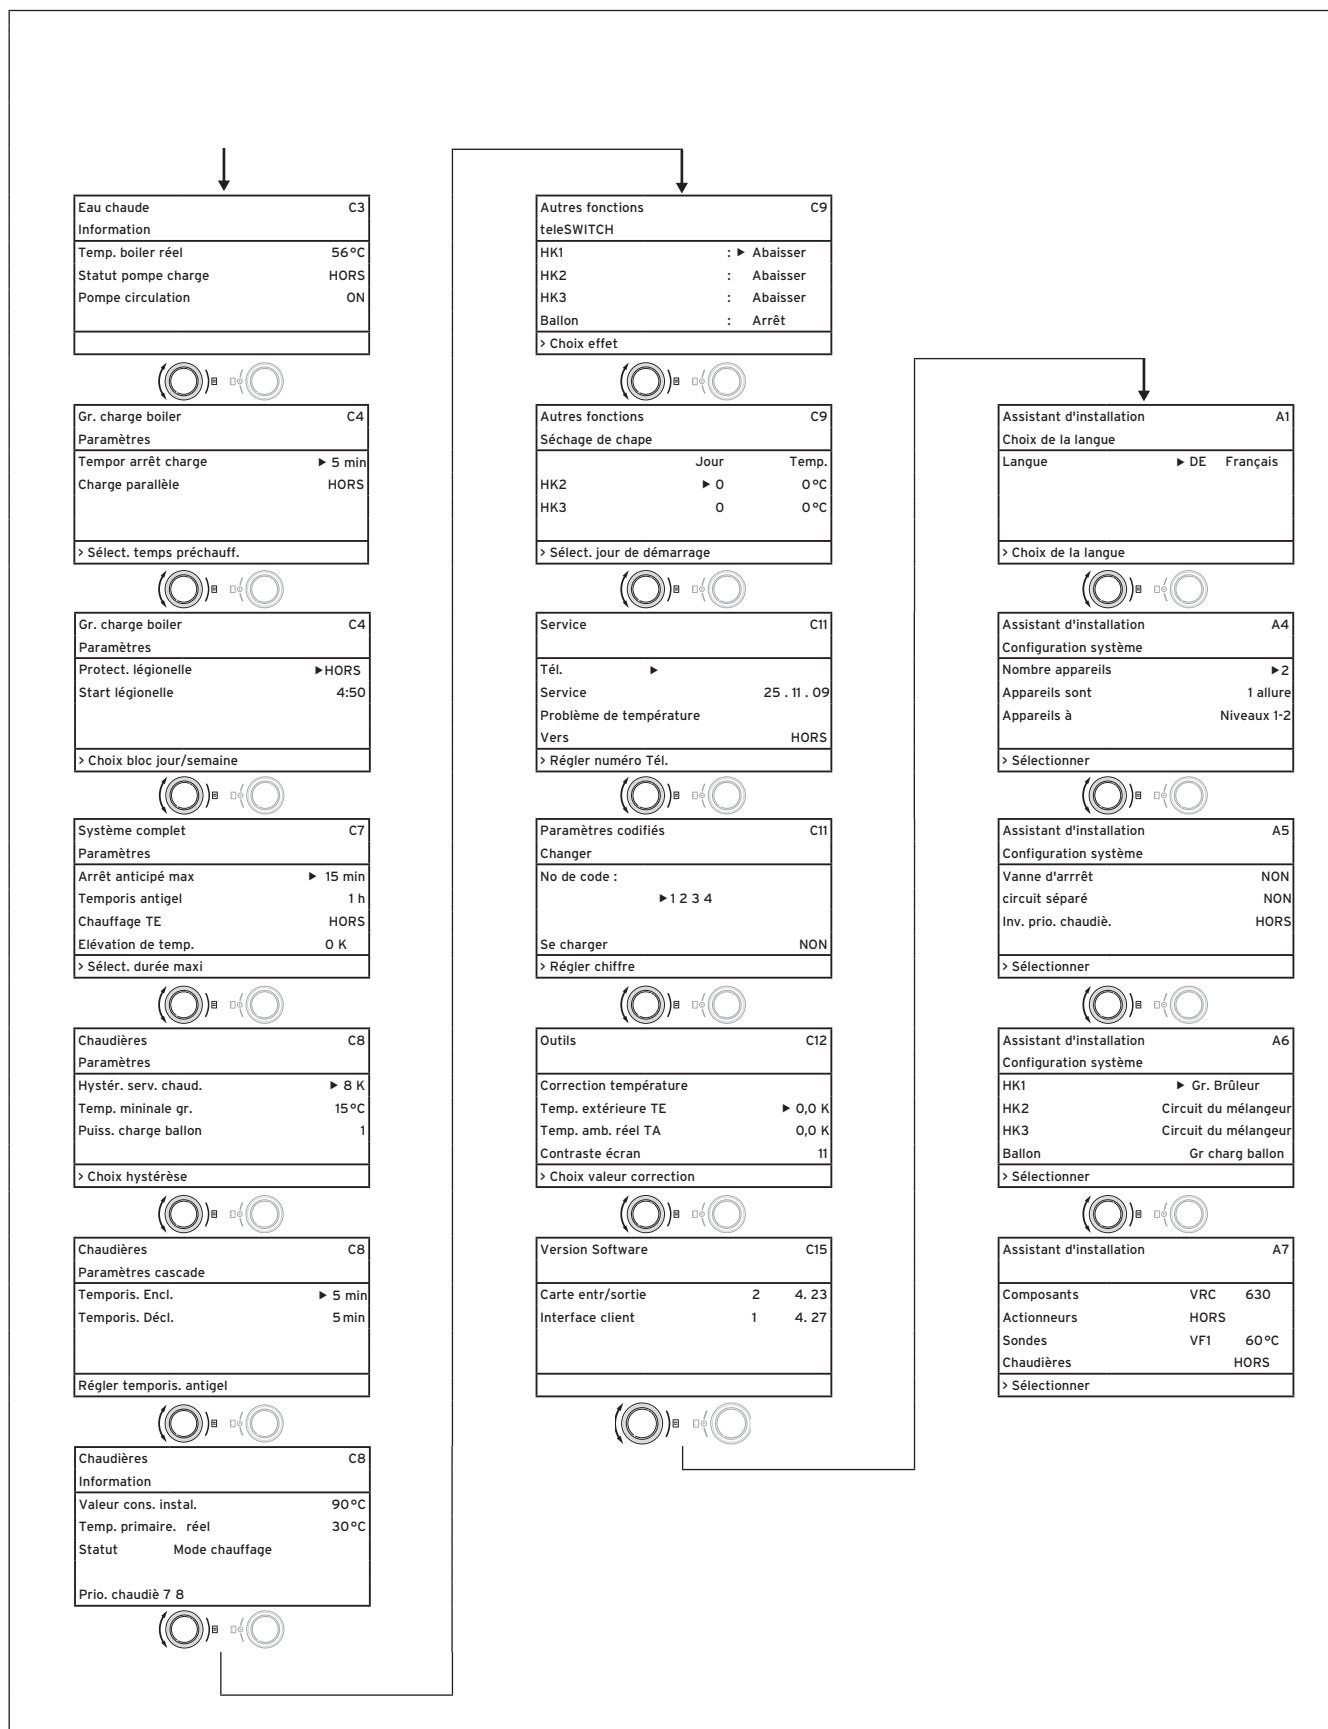 Eau chaude C3
Information
Temp. boiler réel 56°C
Statut pompe charge HORS
Pompe circulation ON
Gr. charge boiler C4
Paramètres
Tempor arrêt charge ▶ 5 min
Charge parallèle HORS
> Sélect. temps préchauff.
Gr. charge boiler C4
Paramètres
Protect. légionelle ▶HORS
Start légionelle 4:50
> Choix bloc jour/semaine
Système complet C7
Paramètres
Arrêt anticipé max ▶ 15 min
Temporis antigel 1 h
Chauffage TE HORS
Elévation de temp. 0 K
> Sélect. durée maxi
Chaudières C8
Paramètres
Hystér. serv. chaud. ▶ 8 K
Temp. mininale gr. 15°C
Puiss. charge ballon 1
> Choix hystérèse
Chaudières C8
Paramètres cascade
Temporis. Encl. ▶ 5 min
Temporis. Décl. 5 min
Régler temporis. antigel
Chaudières C8
Information
Valeur cons. instal. 90°C
Temp. primaire. réel 30°C
Statut Mode chauffage
Prio. chaudiè 7 8
Autres fonctions C9
teleSWITCH
HK1 : ▶ Abaisser
HK2 : Abaisser
HK3 : Abaisser
Ballon : Arrêt
> Choix effet
Autres fonctions C9
Séchage de chape
Jour Temp.
HK2 ▶ 0 0°C
HK3 0 0°C
> Sélect. jour de démarrage
Service C11
Tél. ▶
Service 25 . 11 . 09
Problème de température
Vers HORS
> Régler numéro Tél.
Paramètres codifiés C11
Changer
No de code :
▶1 2 3 4
Se charger NON
> Régler chiffre
Outils C12
Correction température
Temp. extérieure TE ▶ 0,0 K
Temp. amb. réel TA 0,0 K
Contraste écran 11
> Choix valeur correction
Version Software C15
Carte entr/sortie 2 4. 23
Interface client 1 4. 27
Assistant d'installation A1
Choix de la langue
Langue ▶ DE Français
> Choix de la langue
Assistant d'installation A4
Configuration système
Nombre appareils ▶2
Appareils sont 1 allure
Appareils à Niveaux 1-2
> Sélectionner
Assistant d'installation A5
Configuration système
Vanne d'arrrêt NON
circuit séparé NON
Inv. prio. chaudiè. HORS
> Sélectionner
Assistant d'installation A6
Configuration système
HK1 ▶ Gr. Brûleur
HK2 Circuit du mélangeur
HK3 Circuit du mélangeur
Ballon Gr charg ballon
> Sélectionner
Assistant d'installation A7
Composants VRC 630
Actionneurs HORS
Sondes VF1 60°C
Chaudières HORS
> Sélectionner